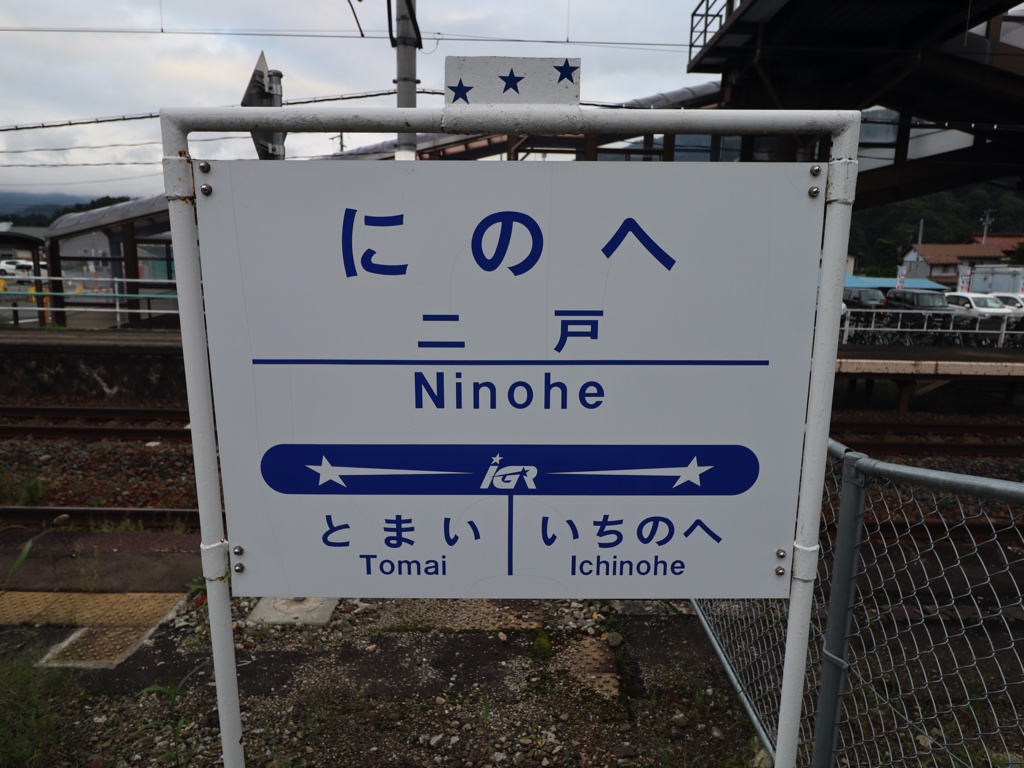 にのへ
二戸
Ninohe
IGR
とまい いちのへ
Tomai Ichinohe